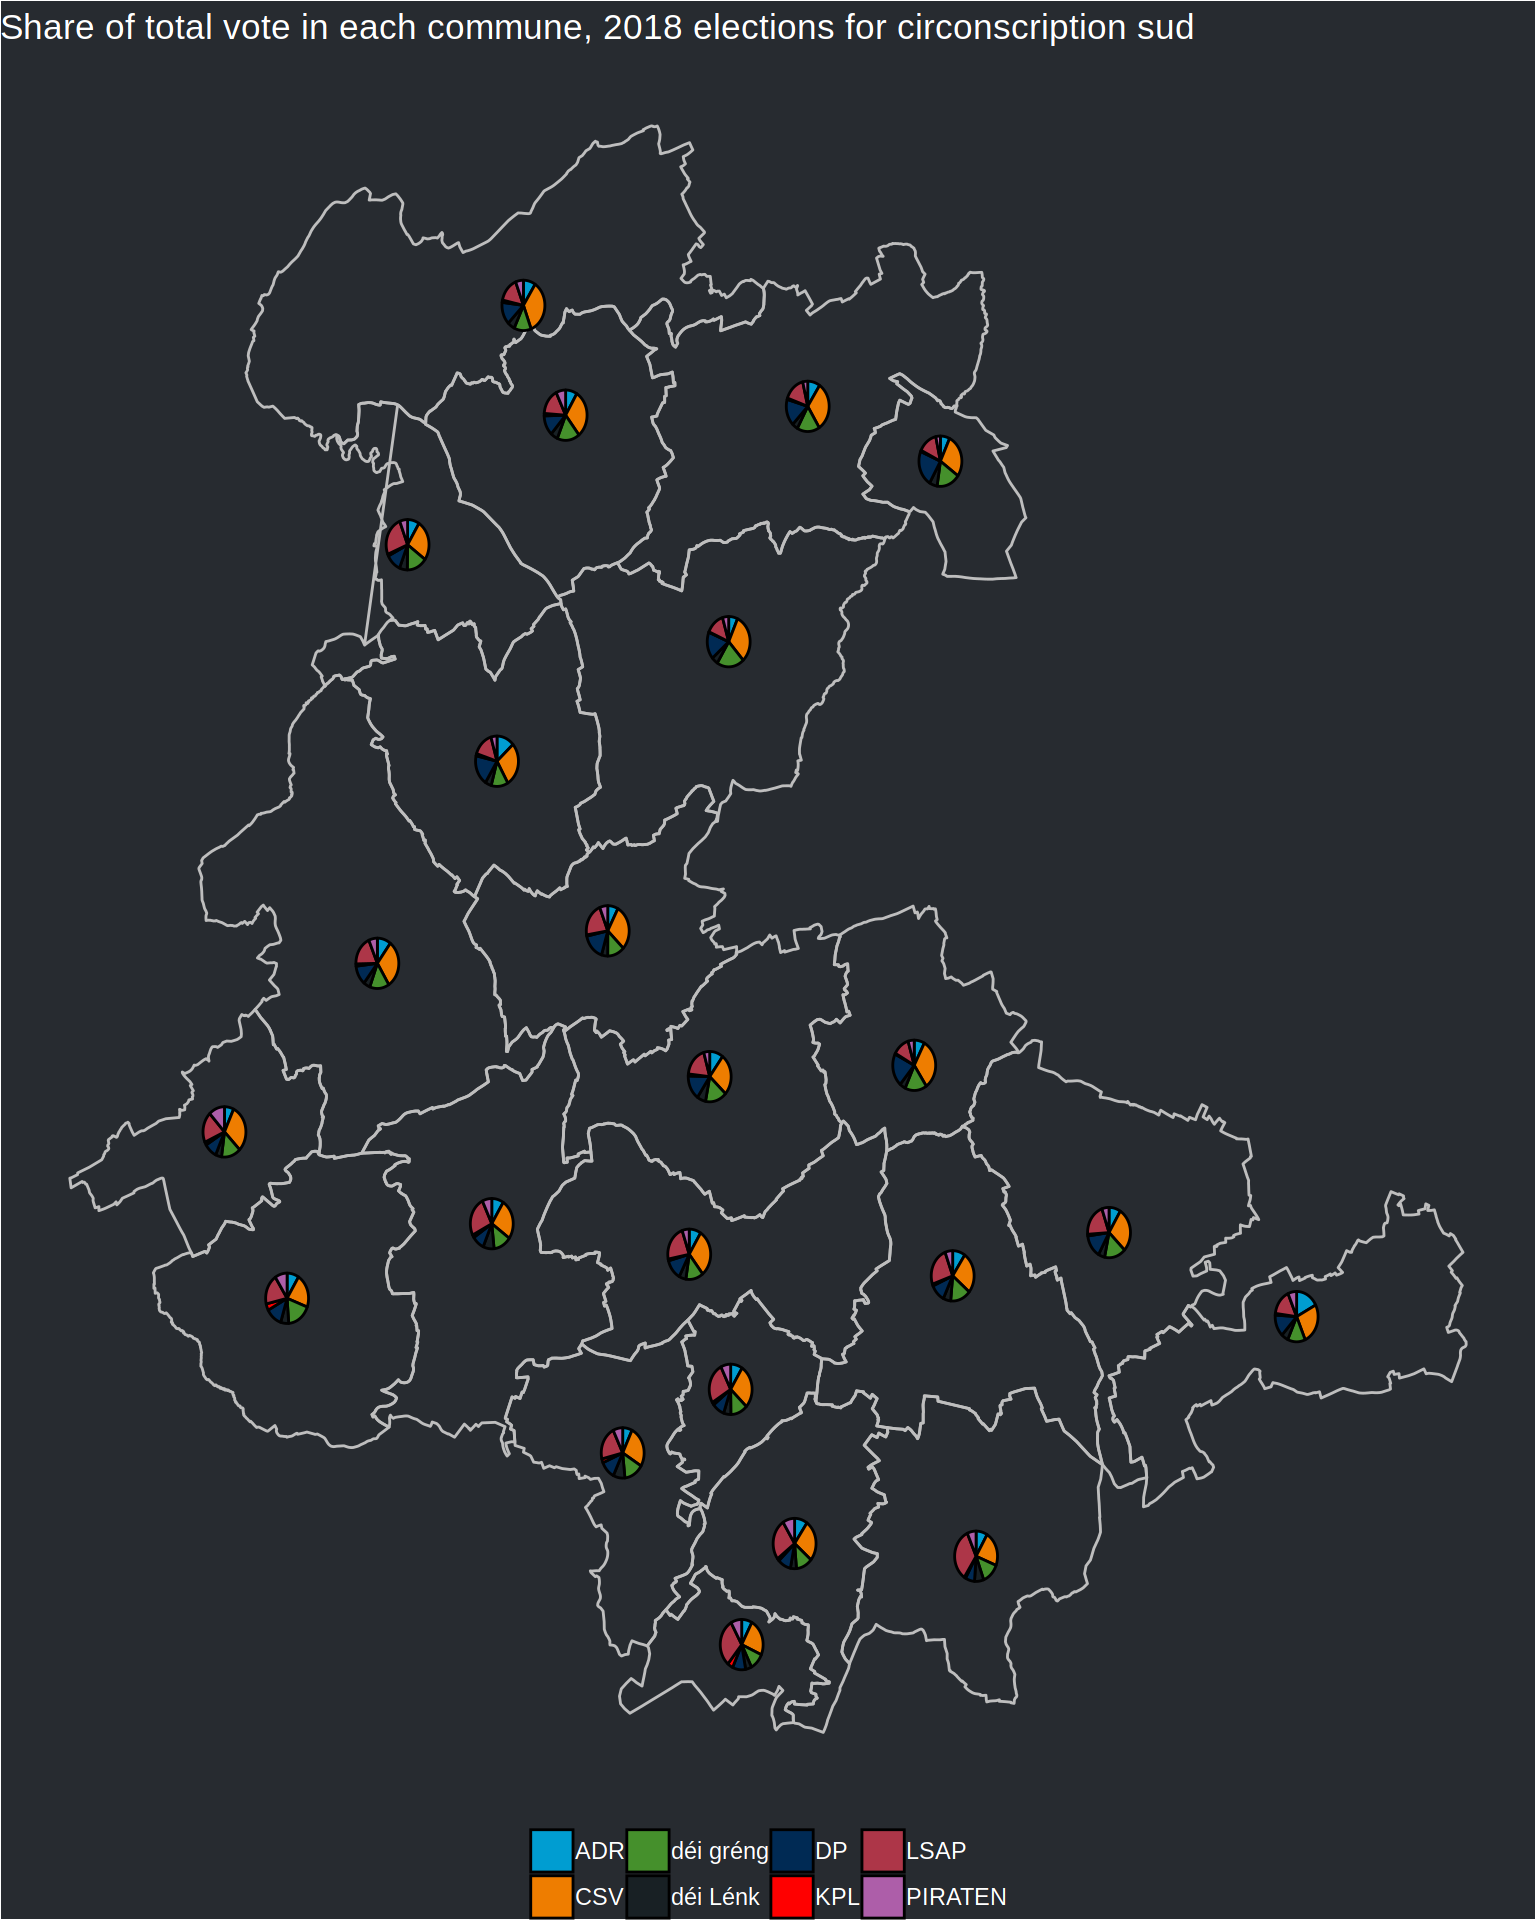 Share of total vote in each commune, 2018 elections for circonscription sud
ADR déi gréng DP LSAP
CSV déi Lénk KPL PIRATEN